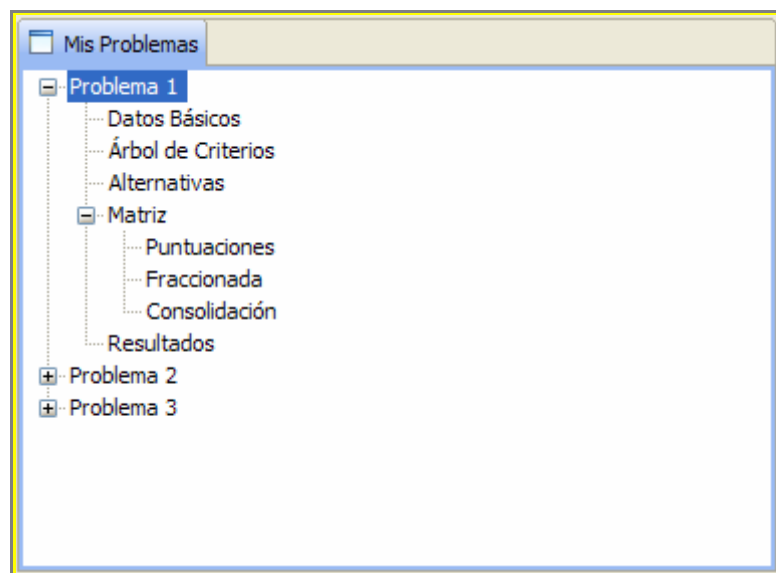 Mis Problemas
Problema 1
Datos Básicos
Árbol de Criterios
Alternativas
Matriz
Puntuaciones
Fraccionada
Consolidación
Resultados
Problema 2
Problema 3